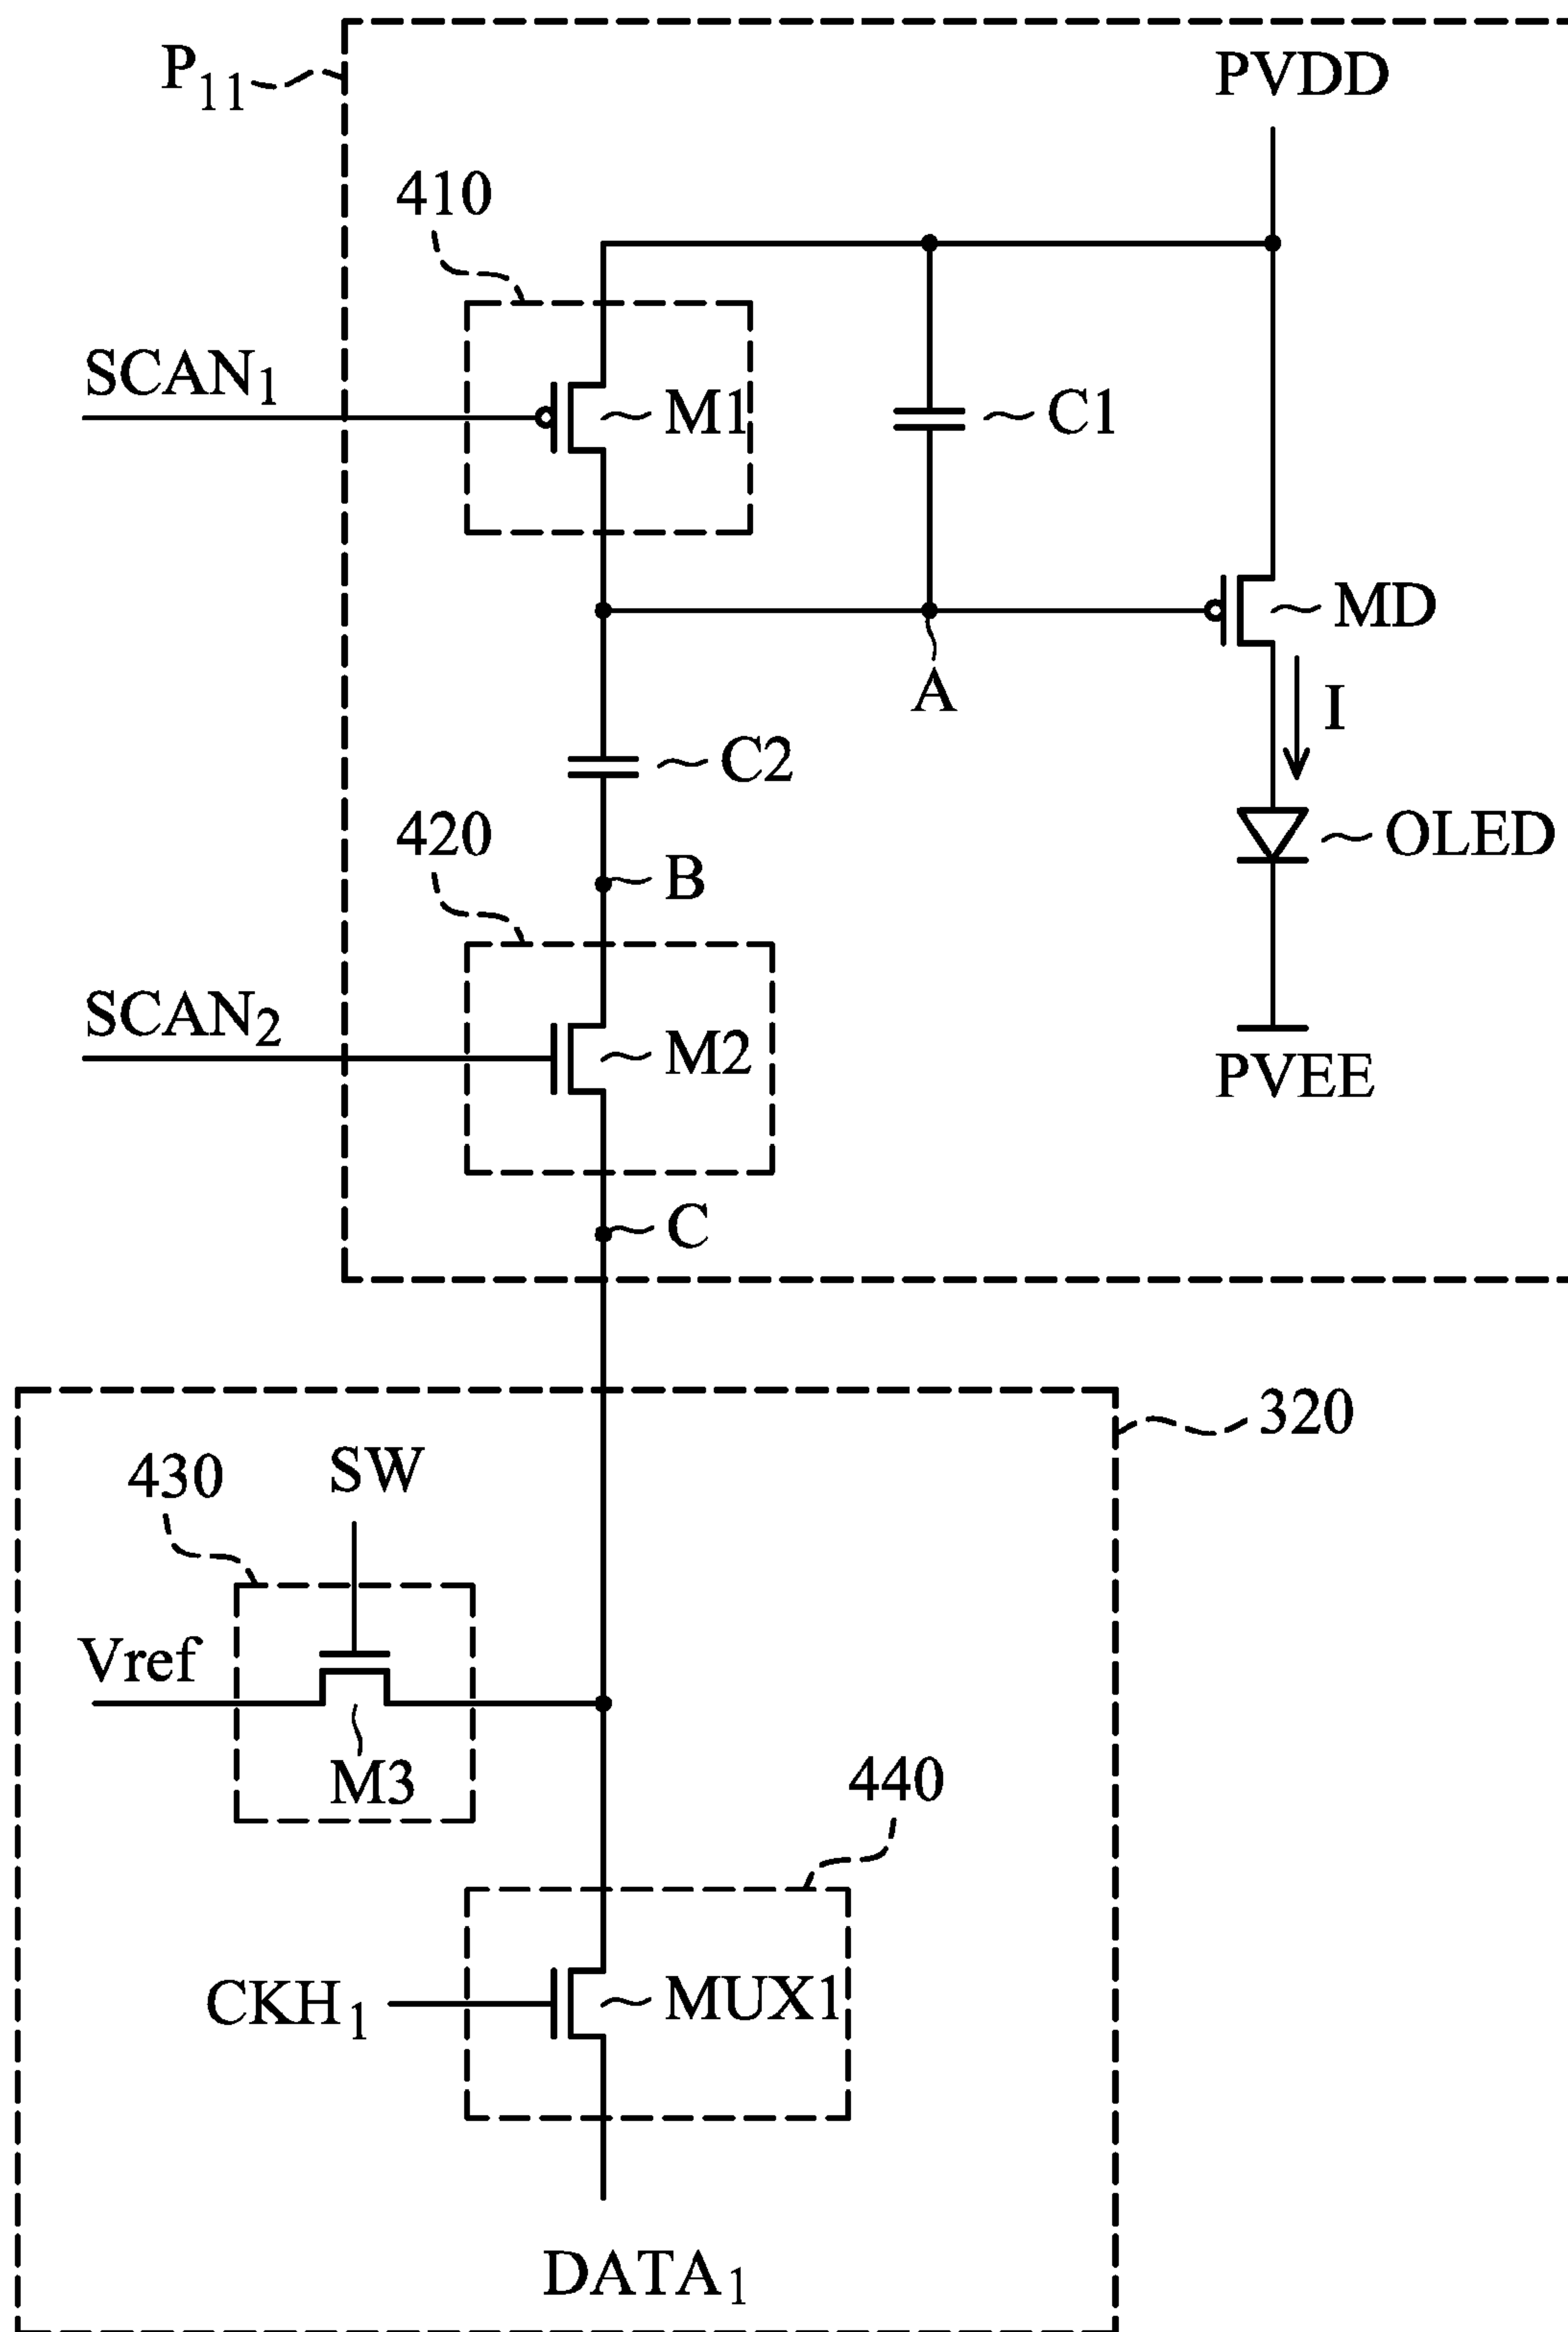 P₁₁
PVDD
410
SCAN₁
M1
C1
MD
A
I
C2
420
OLED
B
SCAN₂
M2
PVEE
C
320
430
SW
Vref
M3
440
CKH₁
MUX1
DATA₁